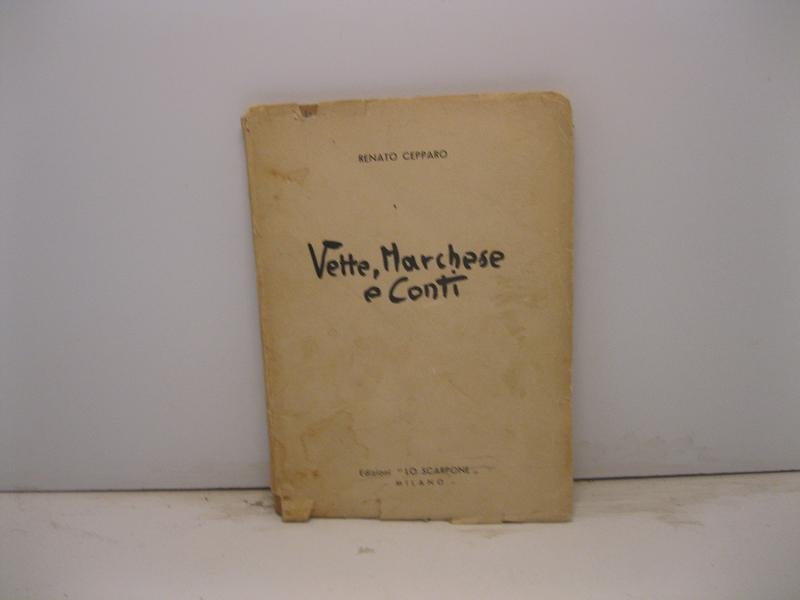 RENATO CEPPARO
Vette, Marchese
e Conti
Edizioni "LO SCARPONE"
- MILANO -